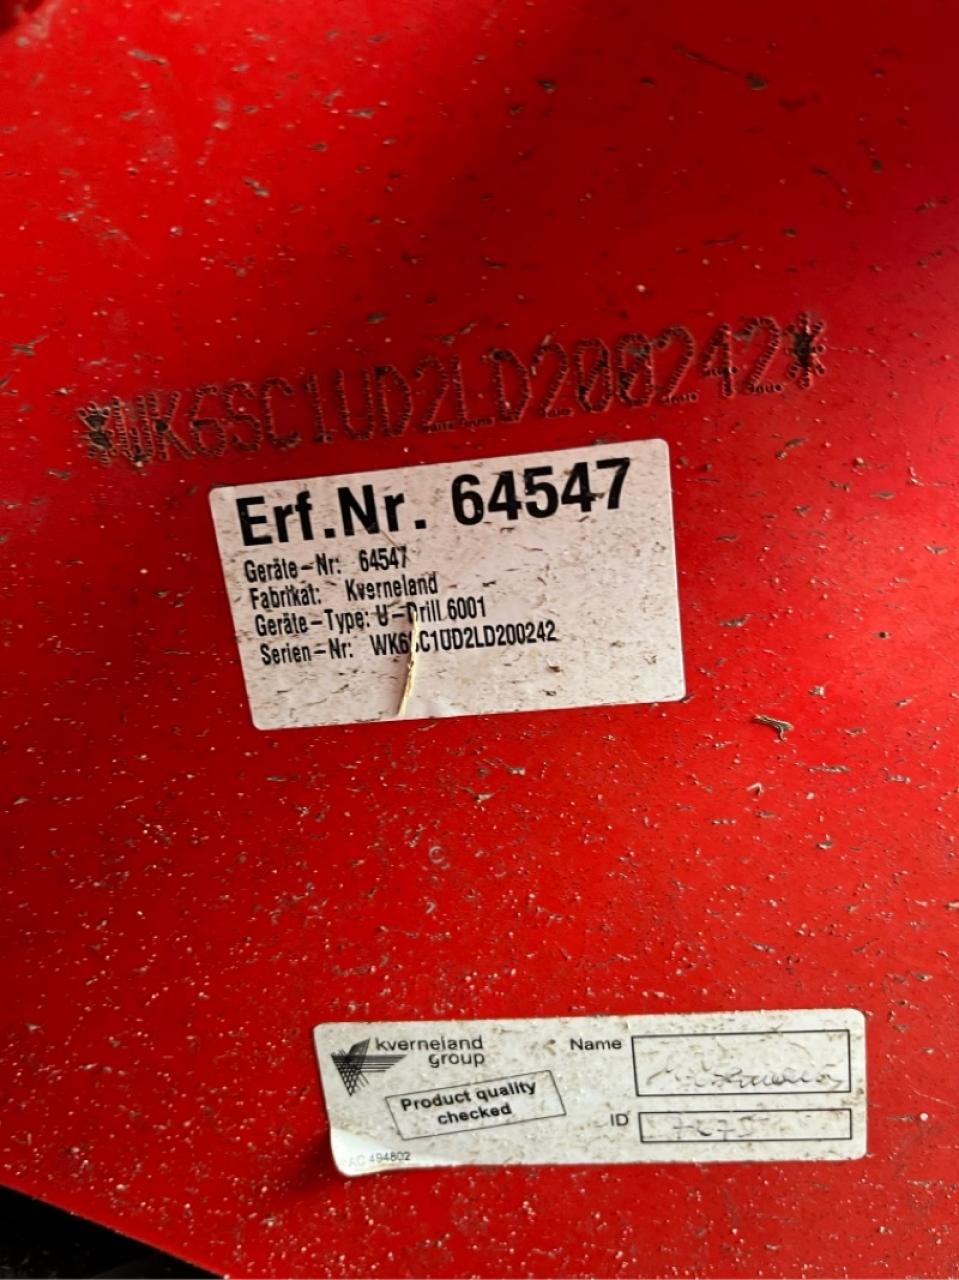 *WK6SC1UD2LD200242*
Erf.Nr. 64547
Geräte-Nr: 64547
Fabrikat: Kverneland
Geräte-Type: U-Drill 6001
Serien-Nr: WK6SC1UD2LD200242
kverneland
group
Name
Product quality
checked
ID
AC 494802